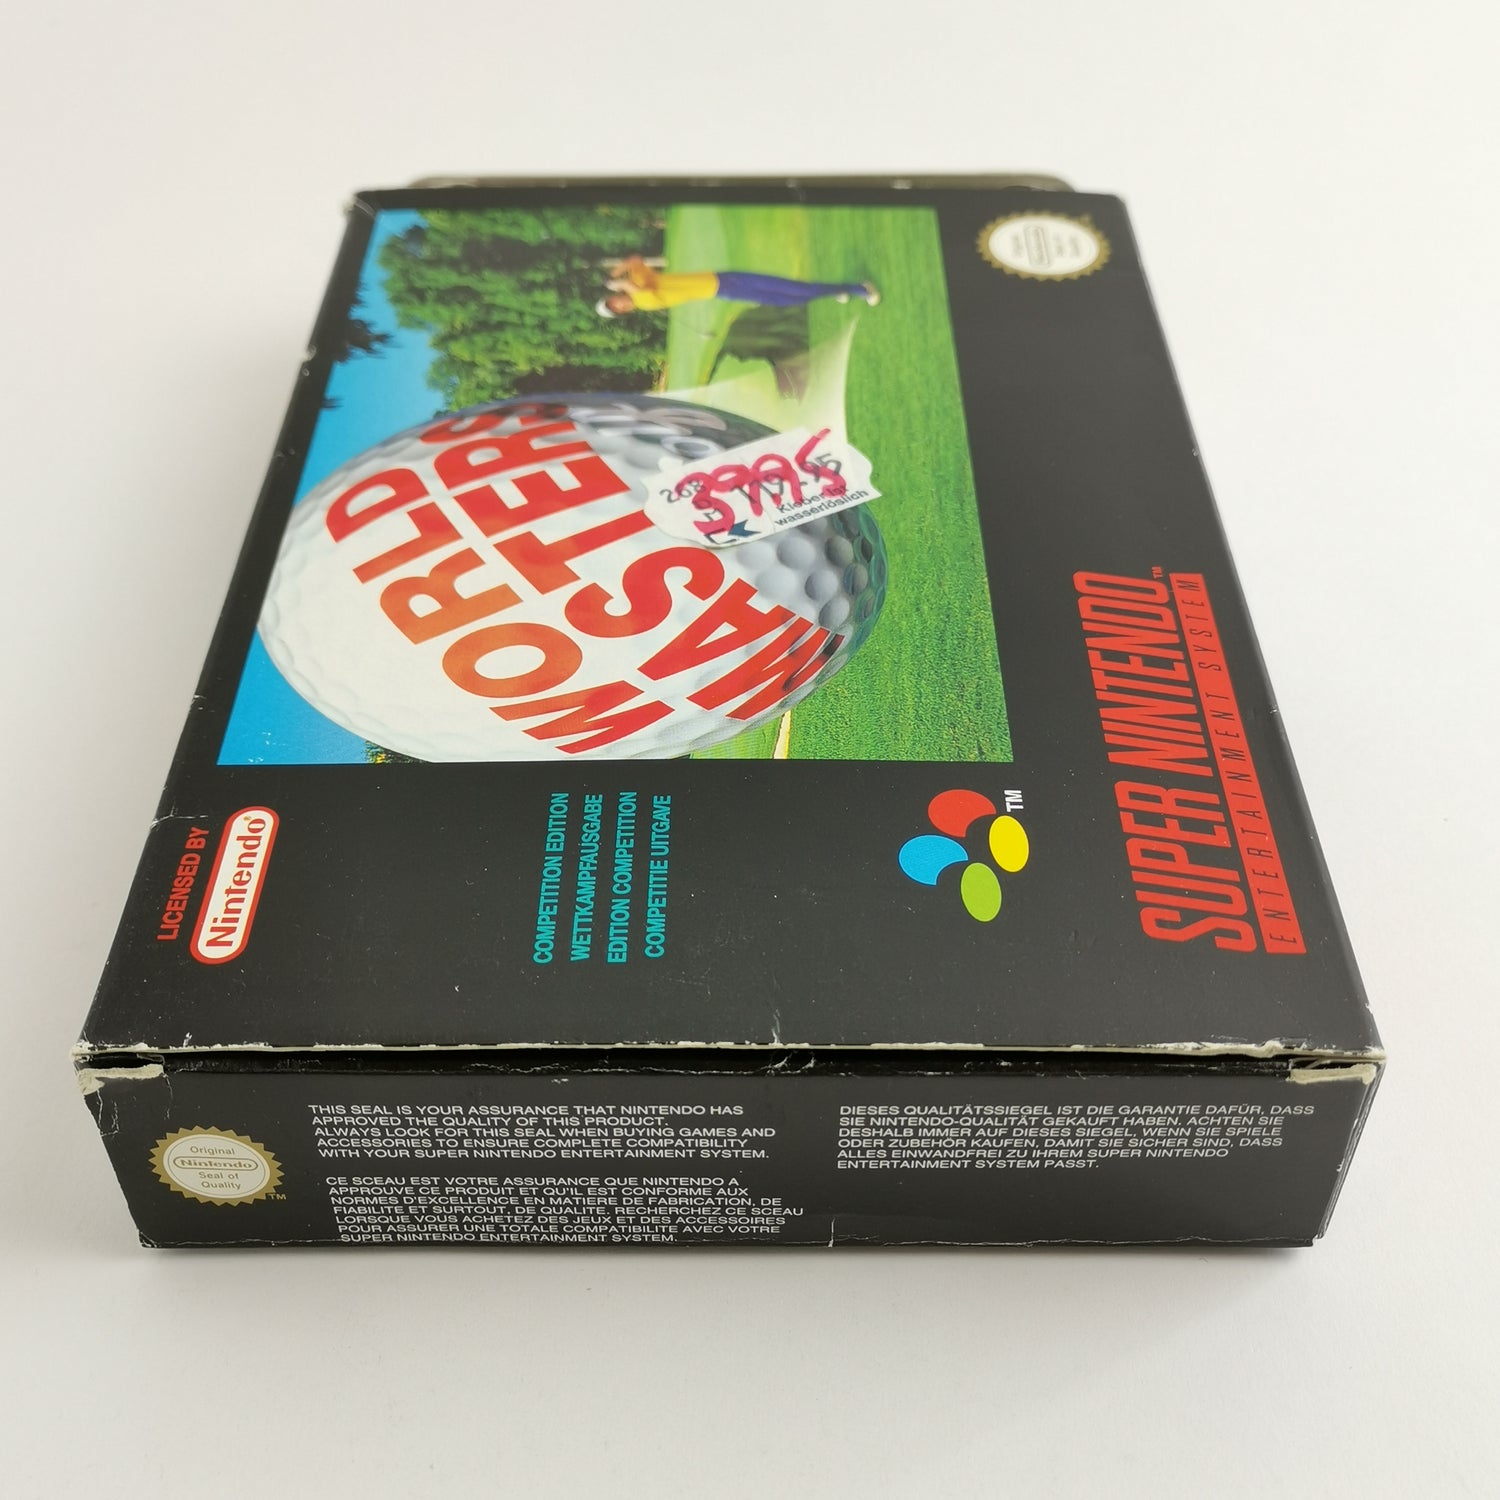 WORLD
MASTERS
MASTERS
119.95
Kleber ist
wasserlöslich
Original
Nintendo
SUPER NINTENDO™
ENTERTAINMENT SYSTEM
TM
LICENSED BY
Nintendo®
COMPETITION EDITION
WETTKAMPFAUSGABE
EDITION COMPETITION
COMPETITIE UITGAVE
Original
Nintendo
Seal of
Quality
TM
THIS SEAL IS YOUR ASSURANCE THAT NINTENDO HAS
APPROVED THE QUALITY OF THIS PRODUCT.
ALWAYS LOOK FOR THIS SEAL WHEN BUYING GAMES AND
ACCESSORIES TO ENSURE COMPLETE COMPATIBILITY
WITH YOUR SUPER NINTENDO ENTERTAINMENT SYSTEM.
CE SCEAU EST VOTRE ASSURANCE QUE NINTENDO A
APPROUVE CE PRODUIT ET QU'IL EST CONFORME AUX
NORMES D'EXCELLENCE EN MATIERE DE FABRICATION, DE
FIABILITE ET SURTOUT, DE QUALITE. RECHERCHEZ CE SCEAU
LORSQUE VOUS ACHETEZ DES JEUX ET DES ACCESSOIRES
POUR ASSURER UNE TOTALE COMPATIBILITE AVEC VOTRE
SUPER NINTENDO ENTERTAINMENT SYSTEM.
DIESES QUALITÄTSSIEGEL IST DIE GARANTIE DAFÜR, DASS
SIE NINTENDO-QUALITÄT GEKAUFT HABEN. ACHTEN SIE
DESHALB IMMER AUF DIESES SIEGEL, WENN SIE SPIELE
ODER ZUBEHÖR KAUFEN, DAMIT SIE SICHER SIND, DASS
ALLES EINWANDFREI ZU IHREM SUPER NINTENDO
ENTERTAINMENT SYSTEM PASST.